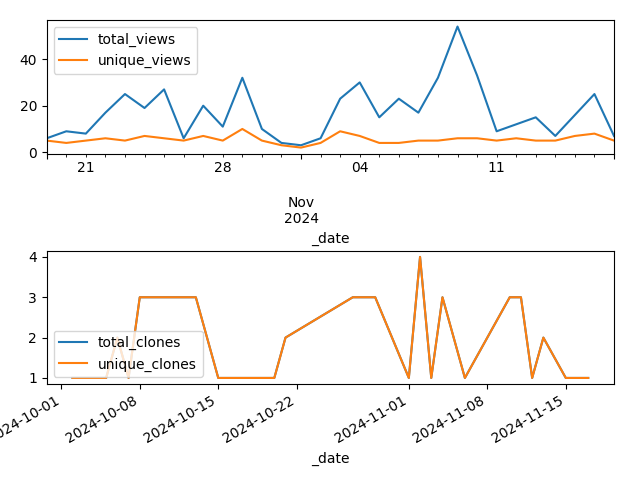 total_views
unique_views
40
20
0
21
28
04
11
Nov
2024
_date
4
3
2
1
total_clones
unique_clones
024-10-01
2024-10-08
2024-10-15
2024-10-22
2024-11-01
2024-11-08
2024-11-15
_date